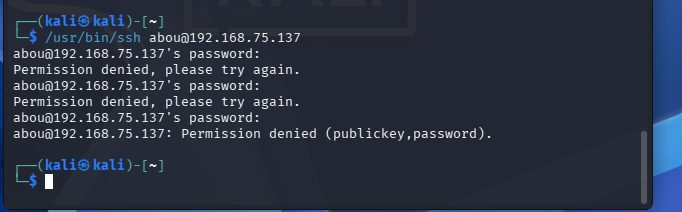 ┌──(kali㉿kali)-[~]
└─$ /usr/bin/ssh abou@192.168.75.137
abou@192.168.75.137's password:
Permission denied, please try again.
abou@192.168.75.137's password:
Permission denied, please try again.
abou@192.168.75.137's password:
abou@192.168.75.137: Permission denied (publickey,password).
┌──(kali㉿kali)-[~]
└─$